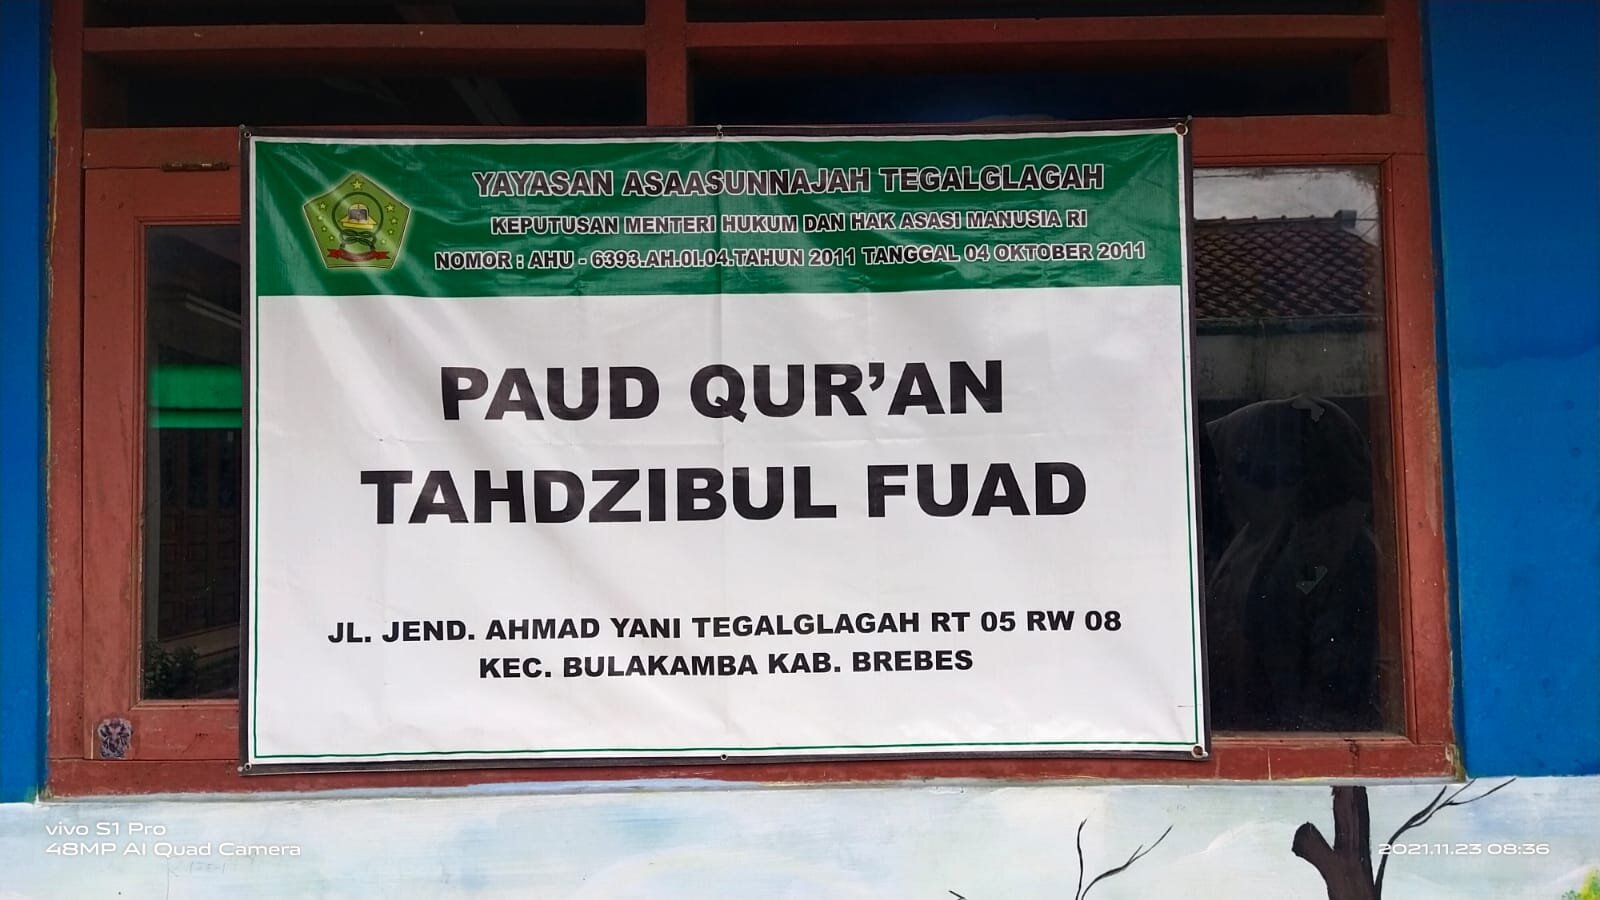 YAYASAN ASAASUNNAJAH TEGALGLAGAH
KEPUTUSAN MENTERI HUKUM DAN HAK ASASI MANUSIA RI
NOMOR : AHU - 6393.AH.0I.04.TAHUN 2011 TANGGAL 04 OKTOBER 2011
PAUD QUR'AN
TAHDZIBUL FUAD
JL. JEND. AHMAD YANI TEGALGLAGAH RT 05 RW 08
KEC. BULAKAMBA KAB. BREBES
vivo S1 Pro
48MP AI Quad Camera
2021.11.23 08:36